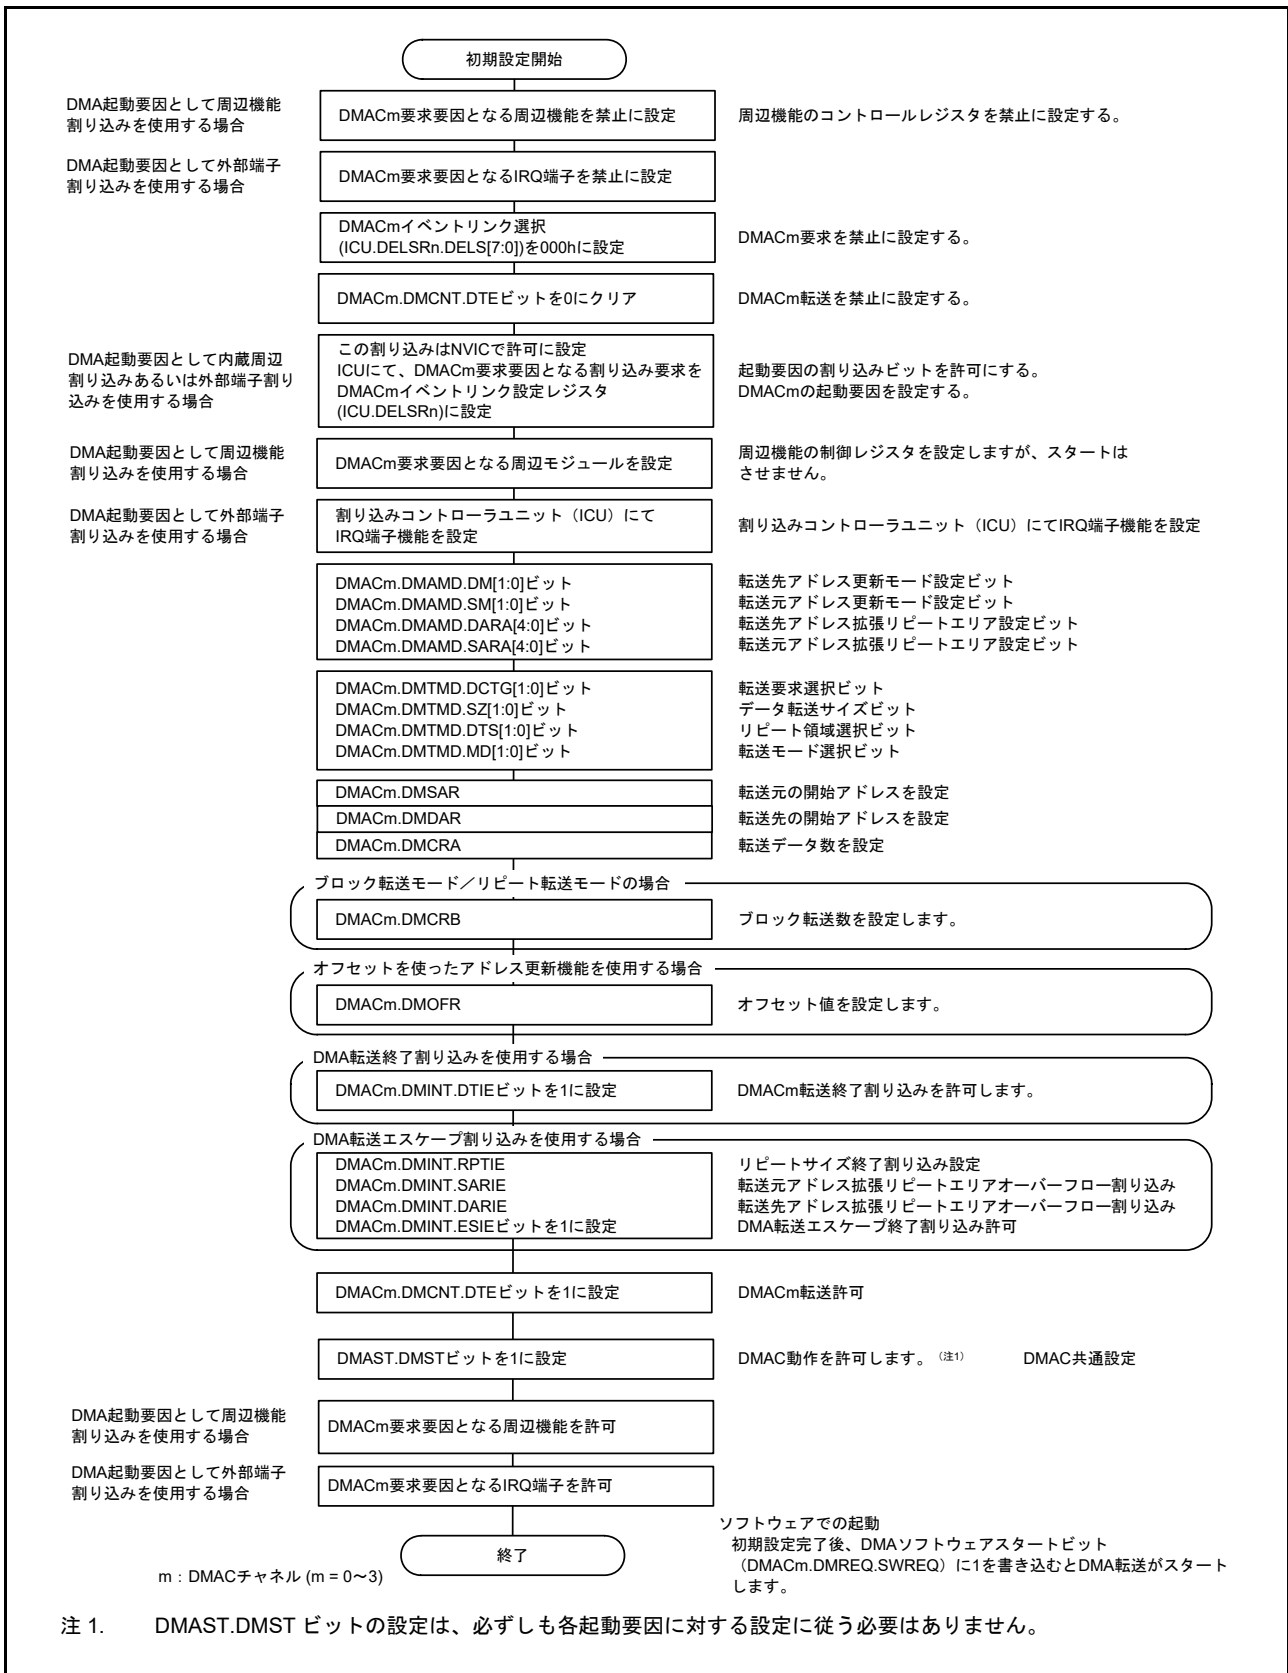 初期設定開始
DMA起動要因として周辺機能
割り込みを使用する場合
DMACm要求要因となる周辺機能を禁止に設定
周辺機能のコントロールレジスタを禁止に設定する。
DMA起動要因として外部端子
割り込みを使用する場合
DMACm要求要因となるIRQ端子を禁止に設定
DMACmイベントリンク選択
(ICU.DELSRn.DELS[7:0])を000hに設定
DMACm要求を禁止に設定する。
DMACm.DMCNT.DTEビットを0にクリア
DMACm転送を禁止に設定する。
DMA起動要因として内蔵周辺
割り込みあるいは外部端子割り
込みを使用する場合
この割り込みはNVICで許可に設定
ICUにて、DMACm要求要因となる割り込み要求を
DMACmイベントリンク設定レジスタ
(ICU.DELSRn)に設定
起動要因の割り込みビットを許可にする。
DMACmの起動要因を設定する。
DMA起動要因として周辺機能
割り込みを使用する場合
DMACm要求要因となる周辺モジュールを設定
周辺機能の制御レジスタを設定しますが、スタートは
させません。
DMA起動要因として外部端子
割り込みを使用する場合
割り込みコントローラユニット（ICU）にて
IRQ端子機能を設定
割り込みコントローラユニット（ICU）にてIRQ端子機能を設定
DMACm.DMAMD.DM[1:0]ビット
転送先アドレス更新モード設定ビット
DMACm.DMAMD.SM[1:0]ビット
転送元アドレス更新モード設定ビット
DMACm.DMAMD.DARA[4:0]ビット
転送先アドレス拡張リピートエリア設定ビット
DMACm.DMAMD.SARA[4:0]ビット
転送元アドレス拡張リピートエリア設定ビット
DMACm.DMTMD.DCTG[1:0]ビット
転送要求選択ビット
DMACm.DMTMD.SZ[1:0]ビット
データ転送サイズビット
DMACm.DMTMD.DTS[1:0]ビット
リピート領域選択ビット
DMACm.DMTMD.MD[1:0]ビット
転送モード選択ビット
DMACm.DMSAR
転送元の開始アドレスを設定
DMACm.DMDAR
転送先の開始アドレスを設定
DMACm.DMCRA
転送データ数を設定
ブロック転送モード／リピート転送モードの場合
DMACm.DMCRB
ブロック転送数を設定します。
オフセットを使ったアドレス更新機能を使用する場合
DMACm.DMOFR
オフセット値を設定します。
DMA転送終了割り込みを使用する場合
DMACm.DMINT.DTIEビットを1に設定
DMACm転送終了割り込みを許可します。
DMA転送エスケープ割り込みを使用する場合
DMACm.DMINT.RPTIE
リピートサイズ終了割り込み設定
DMACm.DMINT.SARIE
転送元アドレス拡張リピートエリアオーバーフロー割り込み
DMACm.DMINT.DARIE
転送先アドレス拡張リピートエリアオーバーフロー割り込み
DMACm.DMINT.ESIEビットを1に設定
DMA転送エスケープ終了割り込み許可
DMACm.DMCNT.DTEビットを1に設定
DMACm転送許可
DMAST.DMSTビットを1に設定
DMAC動作を許可します。（注1） DMAC共通設定
DMA起動要因として周辺機能
割り込みを使用する場合
DMACm要求要因となる周辺機能を許可
DMA起動要因として外部端子
割り込みを使用する場合
DMACm要求要因となるIRQ端子を許可
終了
ソフトウェアでの起動
初期設定完了後、DMAソフトウェアスタートビット
（DMACm.DMREQ.SWREQ）に1を書き込むとDMA転送がスタート
します。
m：DMACチャネル (m = 0～3)
注 1. DMAST.DMST ビットの設定は、必ずしも各起動要因に対する設定に従う必要はありません。